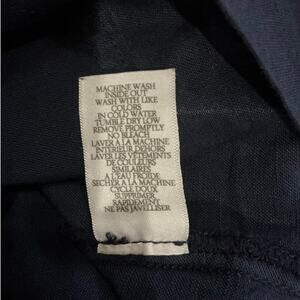 MACHINE WASH
INSIDE OUT
WASH WITH LIKE
COLORS
IN COLD WATER
TUMBLE DRY LOW
REMOVE PROMPTLY
NO BLEACH
LAVER A LA MACHINE
INTERIEUR DEHORS
LAVER LES VÊTEMENTS
DE COULEURS
SIMILAIRES
A L'EAU FROIDE
SECHER A LA MACHINE
CYCLE DOUX
SUPPRIMER
RAPIDEMENT
NE PAS JAVELLISER